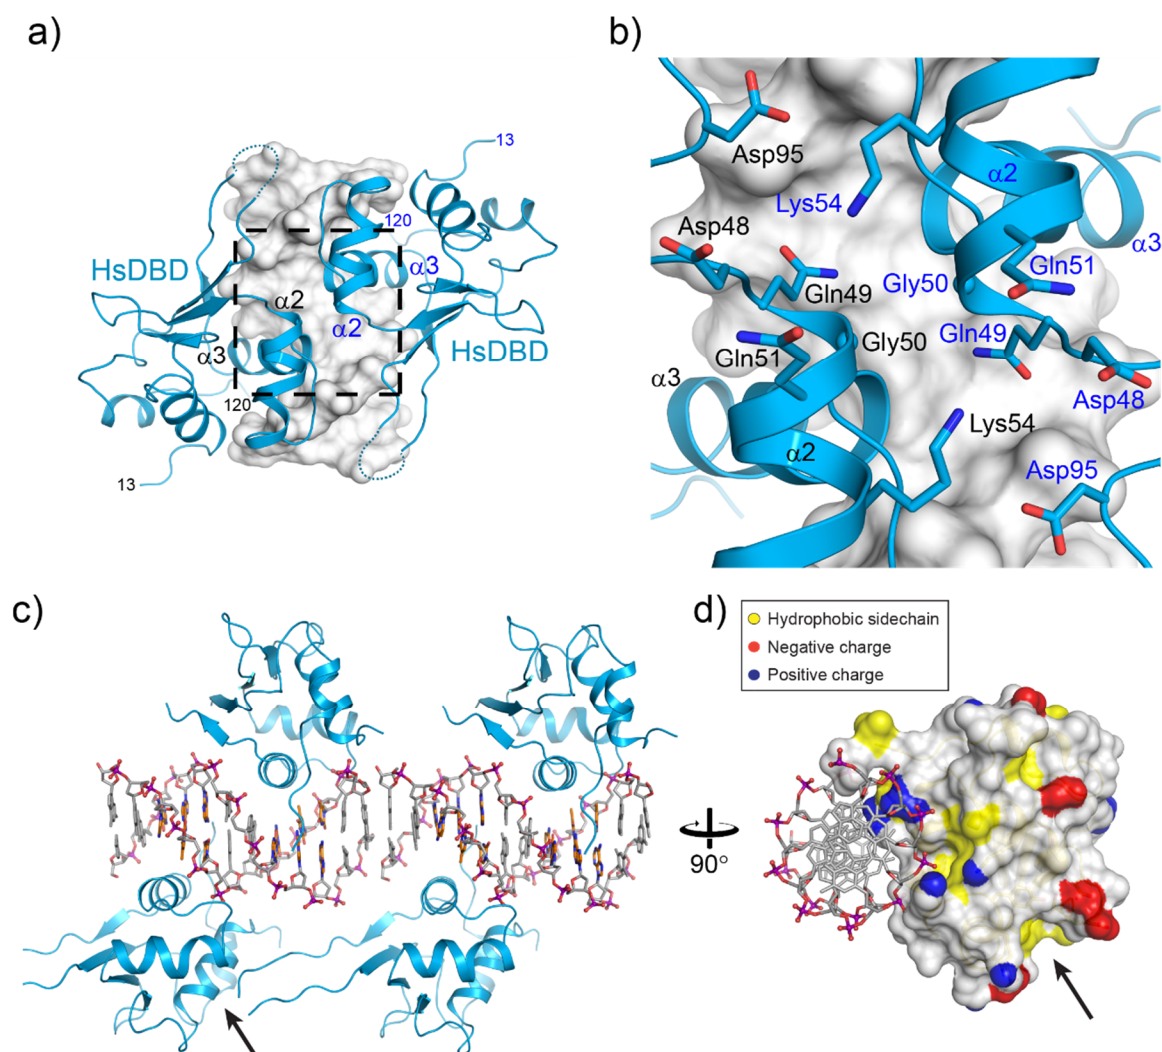 a)
13
120
HsDBD
α3
α2
α2
HsDBD
α3
120
13
b)
Asp95
α2
Lys54
Asp48
α3
Gln51
Gly50
Gln49
Gln49
Gln51
Gly50
α3
Asp48
Lys54
α2
Asp95
c)
d)
Hydrophobic sidechain
Negative charge
Positive charge
90°